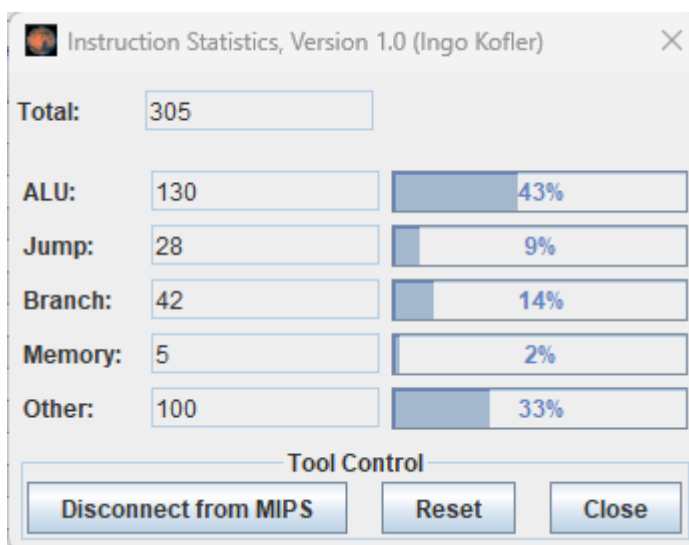 Instruction Statistics, Version 1.0 (Ingo Kofler)
Total: 305
ALU: 130 43%
Jump: 28 9%
Branch: 42 14%
Memory: 5 2%
Other: 100 33%
Tool Control
Disconnect from MIPS Reset Close